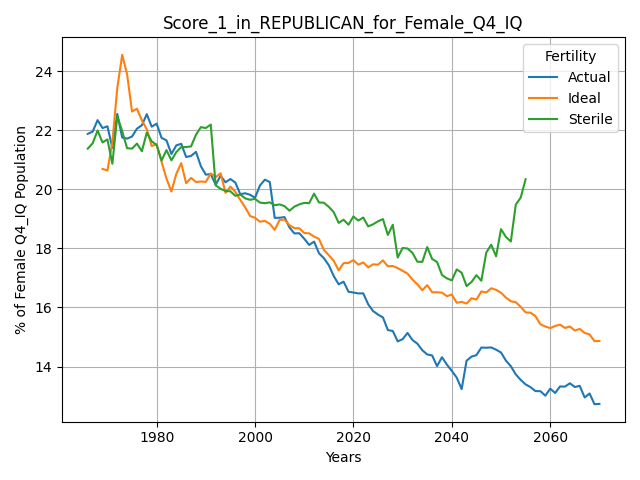 Score_1_in_REPUBLICAN_for_Female_Q4_IQ
Fertility
Actual
Ideal
Sterile
% of Female Q4_IQ Population
24
22
20
18
16
14
1980
2000
2020
2040
2060
Years